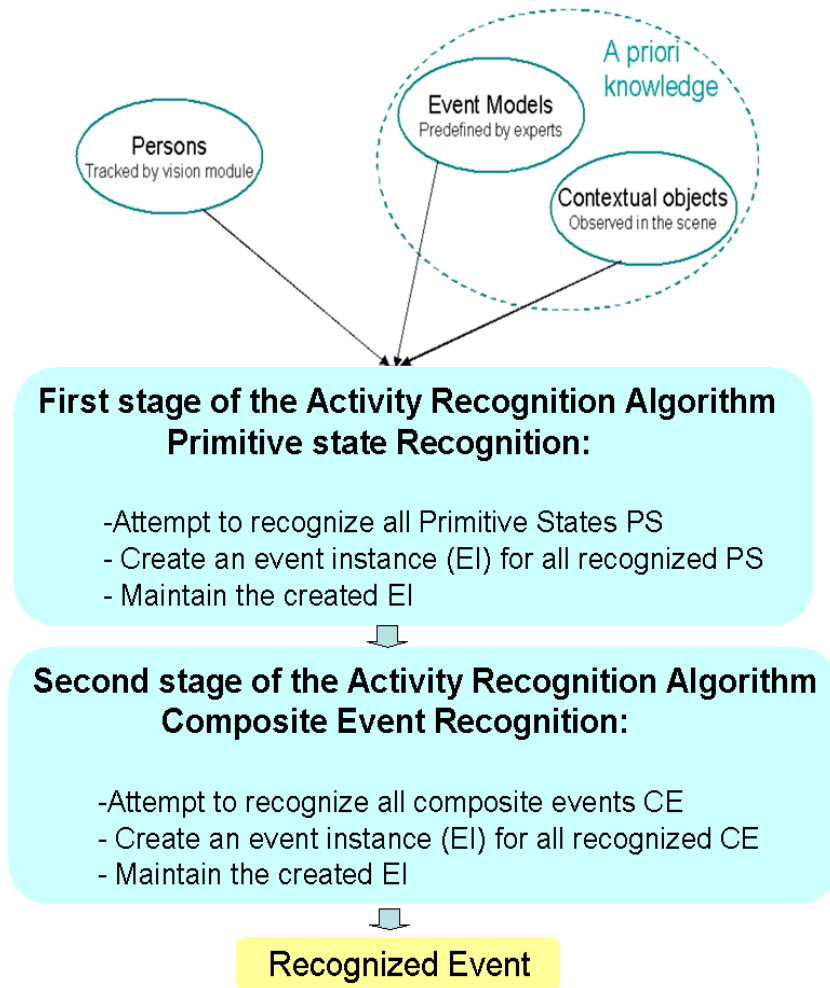 A priori
knowledge
Event Models
Predefined by experts
Persons
Tracked by vision module
Contextual objects
Observed in the scene
First stage of the Activity Recognition Algorithm
Primitive state Recognition:
-Attempt to recognize all Primitive States PS
- Create an event instance (EI) for all recognized PS
- Maintain the created EI
Second stage of the Activity Recognition Algorithm
Composite Event Recognition:
-Attempt to recognize all composite events CE
- Create an event instance (EI) for all recognized CE
- Maintain the created EI
Recognized Event